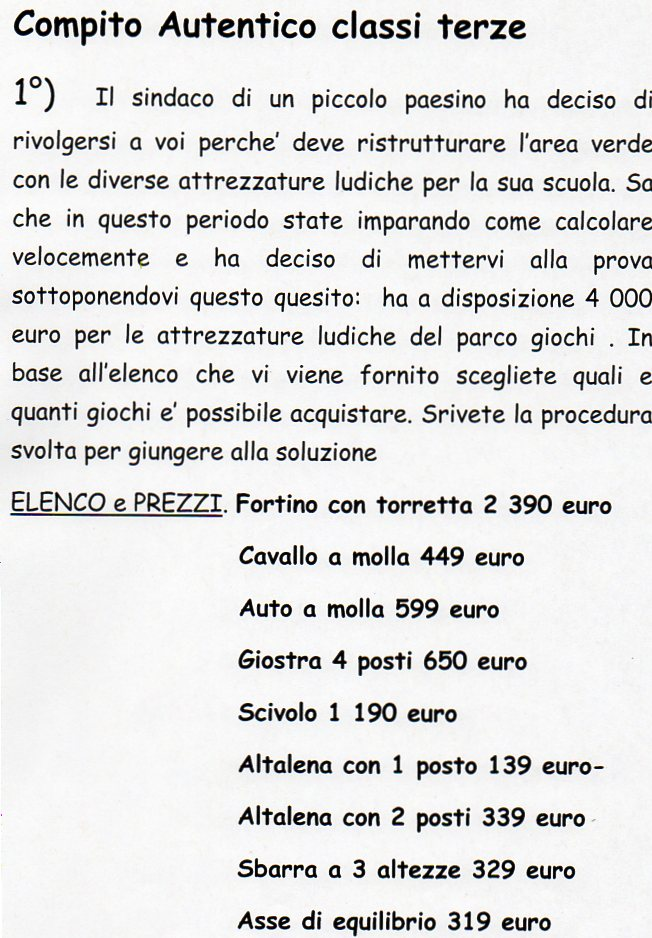 Compito Autentico classi terze
1°) Il sindaco di un piccolo paesino ha deciso di
rivolgersi a voi perche' deve ristrutturare l'area verde
con le diverse attrezzature ludiche per la sua scuola. Sa
che in questo periodo state imparando come calcolare
velocemente e ha deciso di mettervi alla prova
sottoponendovi questo quesito: ha a disposizione 4 000
euro per le attrezzature ludiche del parco giochi . In
base all'elenco che vi viene fornito scegliete quali e
quanti giochi e' possibile acquistare. Srivete la procedura
svolta per giungere alla soluzione
ELENCO e PREZZI. Fortino con torretta 2 390 euro
Cavallo a molla 449 euro
Auto a molla 599 euro
Giostra 4 posti 650 euro
Scivolo 1 190 euro
Altalena con 1 posto 139 euro-
Altalena con 2 posti 339 euro
Sbarra a 3 altezze 329 euro
Asse di equilibrio 319 euro